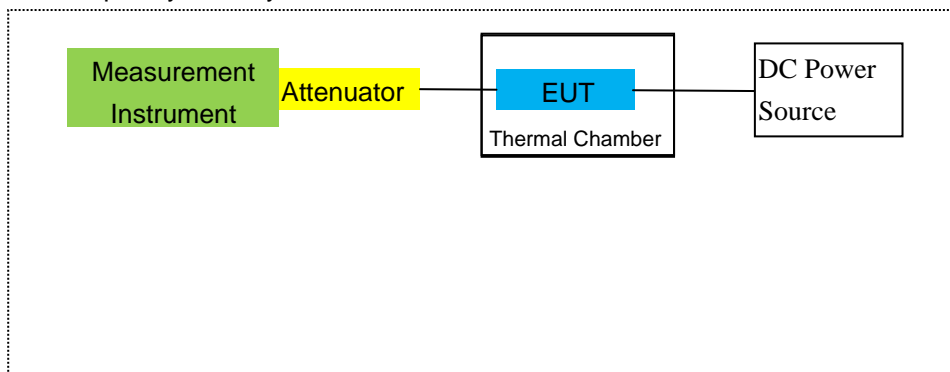 Measurement
Instrument
Attenuator
EUT
Thermal Chamber
DC Power
Source